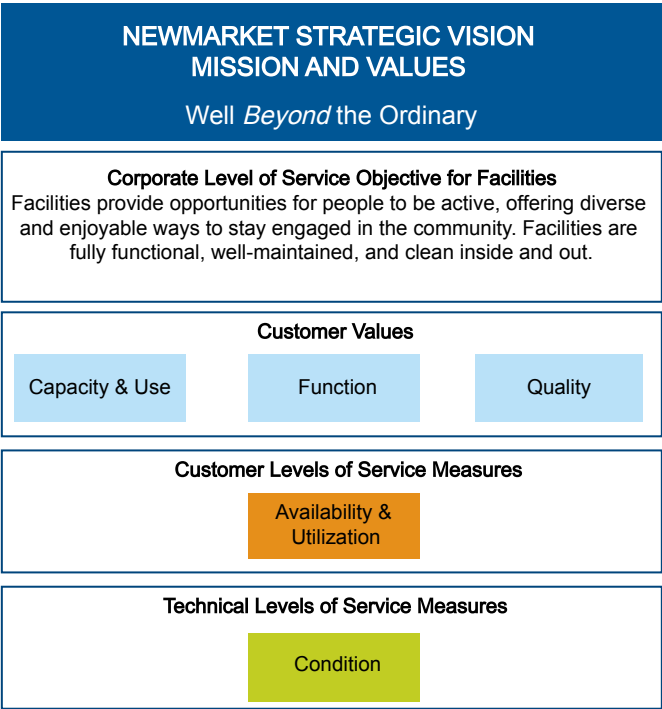 NEWMARKET STRATEGIC VISION
MISSION AND VALUES
Well Beyond the Ordinary
Corporate Level of Service Objective for Facilities
Facilities provide opportunities for people to be active, offering diverse
and enjoyable ways to stay engaged in the community. Facilities are
fully functional, well-maintained, and clean inside and out.
Customer Values
Capacity & Use
Function
Quality
Customer Levels of Service Measures
Availability &
Utilization
Technical Levels of Service Measures
Condition